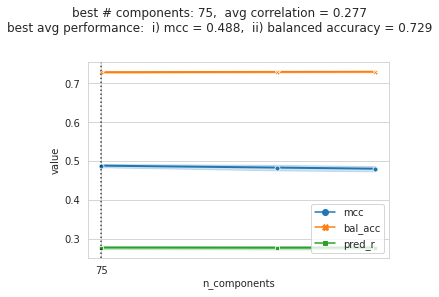 best # components: 75,  avg correlation = 0.277
best avg performance:  i) mcc = 0.488,  ii) balanced accuracy = 0.729
0.7
0.6
0.5
0.4
0.3
value
mcc
bal_acc
pred_r
75
n_components